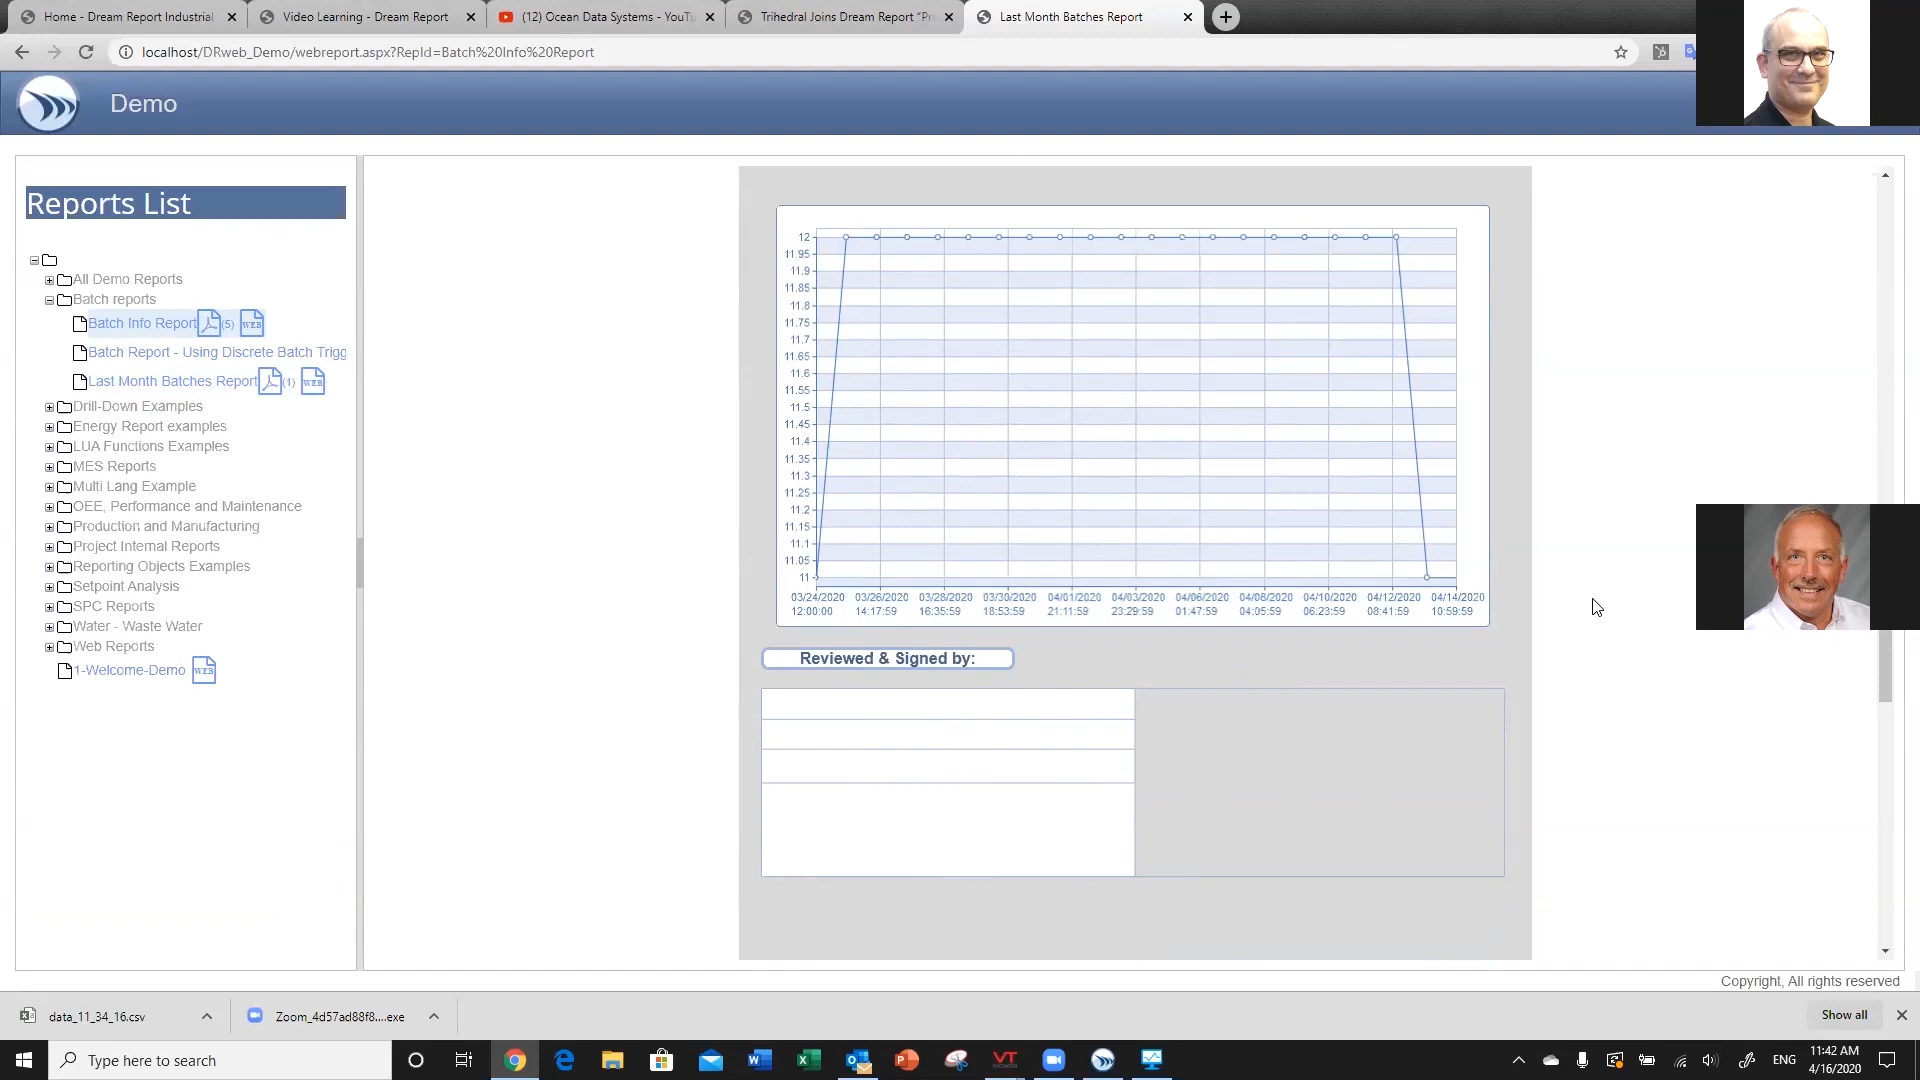 Home - Dream Report Industrial
Video Learning - Dream Report
(12) Ocean Data Systems - YouTu
Trihedral Joins Dream Report "Pr
Last Month Batches Report
localhost/DRweb_Demo/webreport.aspx?RepId=Batch%20Info%20Report
Demo
Reports List
All Demo Reports
Batch reports
Batch Info Report (5) WEB
Batch Report - Using Discrete Batch Trigg
Last Month Batches Report (1) WEB
Drill-Down Examples
Energy Report examples
LUA Functions Examples
MES Reports
Multi Lang Example
OEE, Performance and Maintenance
Production and Manufacturing
Project Internal Reports
Reporting Objects Examples
Setpoint Analysis
SPC Reports
Water - Waste Water
Web Reports
1-Welcome-Demo WEB
12
11.95
11.9
11.85
11.8
11.75
11.7
11.65
11.6
11.55
11.5
11.45
11.4
11.35
11.3
11.25
11.2
11.15
11.1
11.05
11
03/24/2020 03/26/2020 03/28/2020 03/30/2020 04/01/2020 04/03/2020 04/06/2020 04/08/2020 04/10/2020 04/12/2020 04/14/2020
12:00:00 14:17:59 16:35:59 18:53:59 21:11:59 23:29:59 01:47:59 04:05:59 06:23:59 08:41:59 10:59:59
Reviewed & Signed by:
Copyright, All rights reserved
data_11_34_16.csv
Zoom_4d57ad88f8....exe
Show all
Type here to search
VT
ENG
11:42 AM
4/16/2020